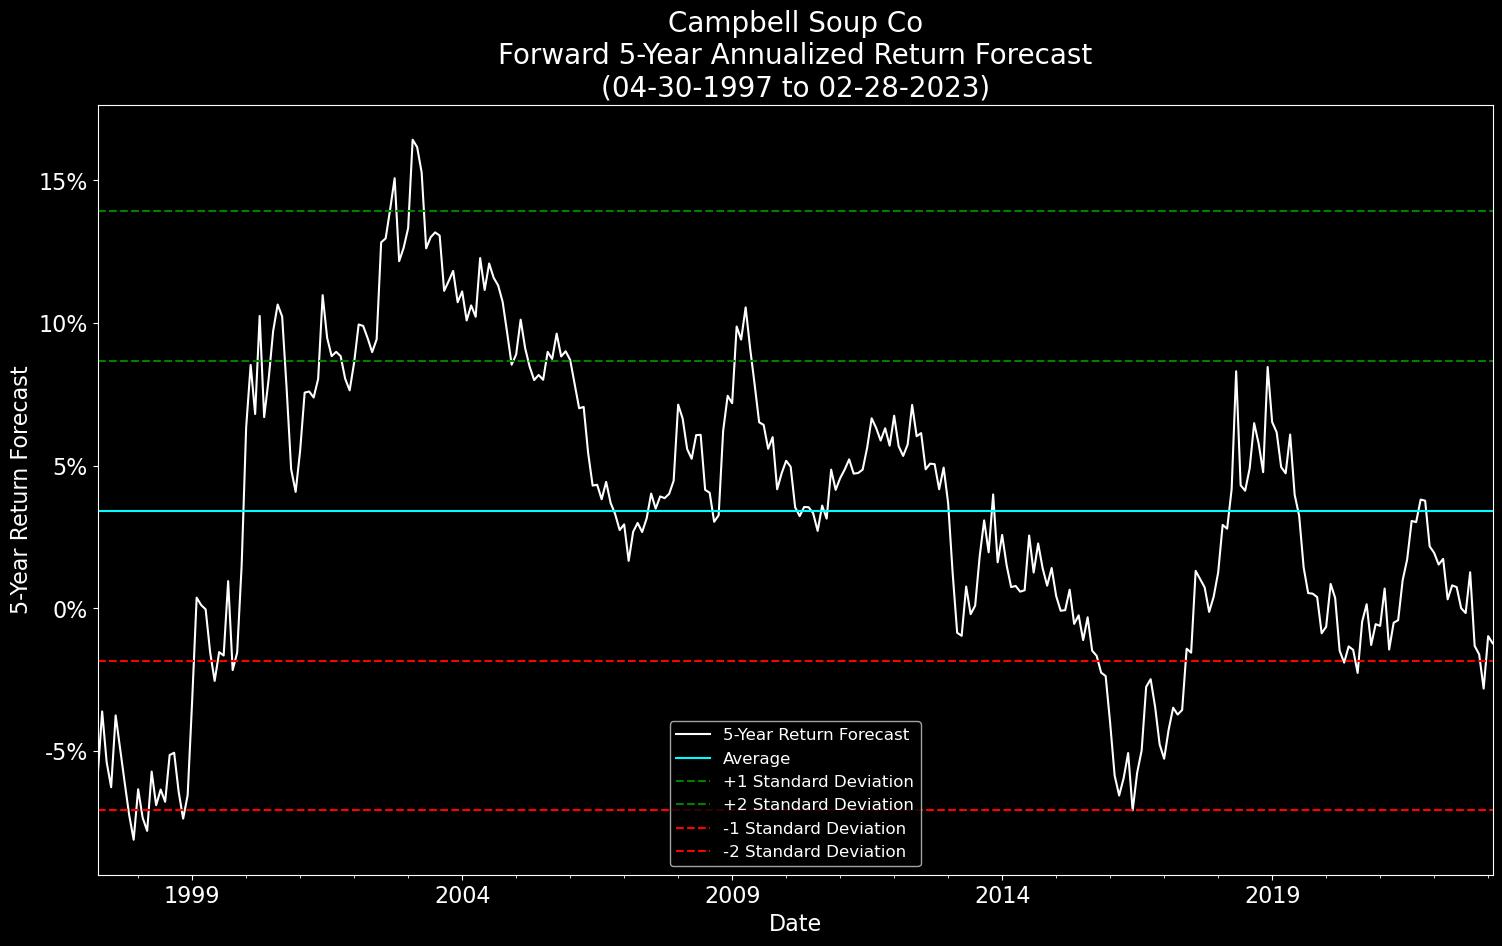 Campbell Soup Co
Forward 5-Year Annualized Return Forecast
(04-30-1997 to 02-28-2023)
5-Year Return Forecast
15%
10%
5%
0%
-5%
5-Year Return Forecast
Average
+1 Standard Deviation
+2 Standard Deviation
-1 Standard Deviation
-2 Standard Deviation
1999 2004 2009 2014 2019
Date